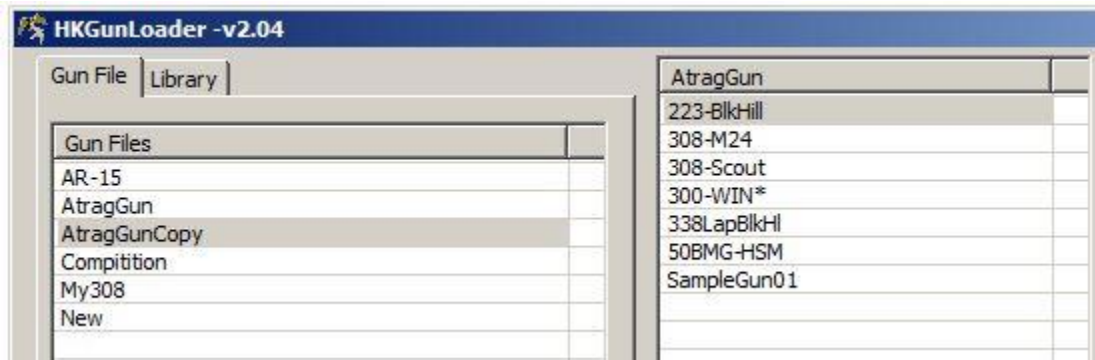 HKGunLoader -v2.04
Gun File
Library
Gun Files
AR-15
AtragGun
AtragGunCopy
Compitition
My308
New
AtragGun
223-BlkHill
308-M24
308-Scout
300-WIN*
338LapBlkHl
50BMG-HSM
SampleGun01